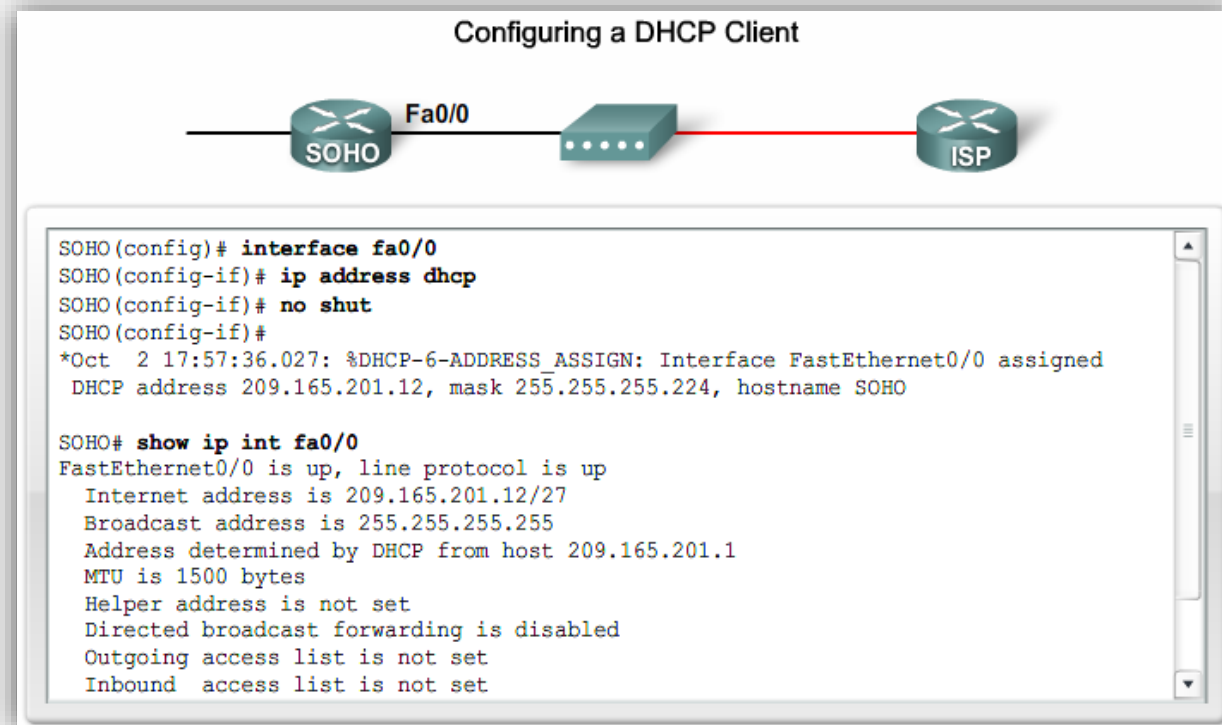 Configuring a DHCP Client
Fa0/0
SOHO
ISP
SOHO(config)# interface fa0/0
SOHO(config-if)# ip address dhcp
SOHO(config-if)# no shut
SOHO(config-if)#
*Oct  2 17:57:36.027: %DHCP-6-ADDRESS_ASSIGN: Interface FastEthernet0/0 assigned
 DHCP address 209.165.201.12, mask 255.255.255.224, hostname SOHO
SOHO# show ip int fa0/0
FastEthernet0/0 is up, line protocol is up
  Internet address is 209.165.201.12/27
  Broadcast address is 255.255.255.255
  Address determined by DHCP from host 209.165.201.1
  MTU is 1500 bytes
  Helper address is not set
  Directed broadcast forwarding is disabled
  Outgoing access list is not set
  Inbound  access list is not set